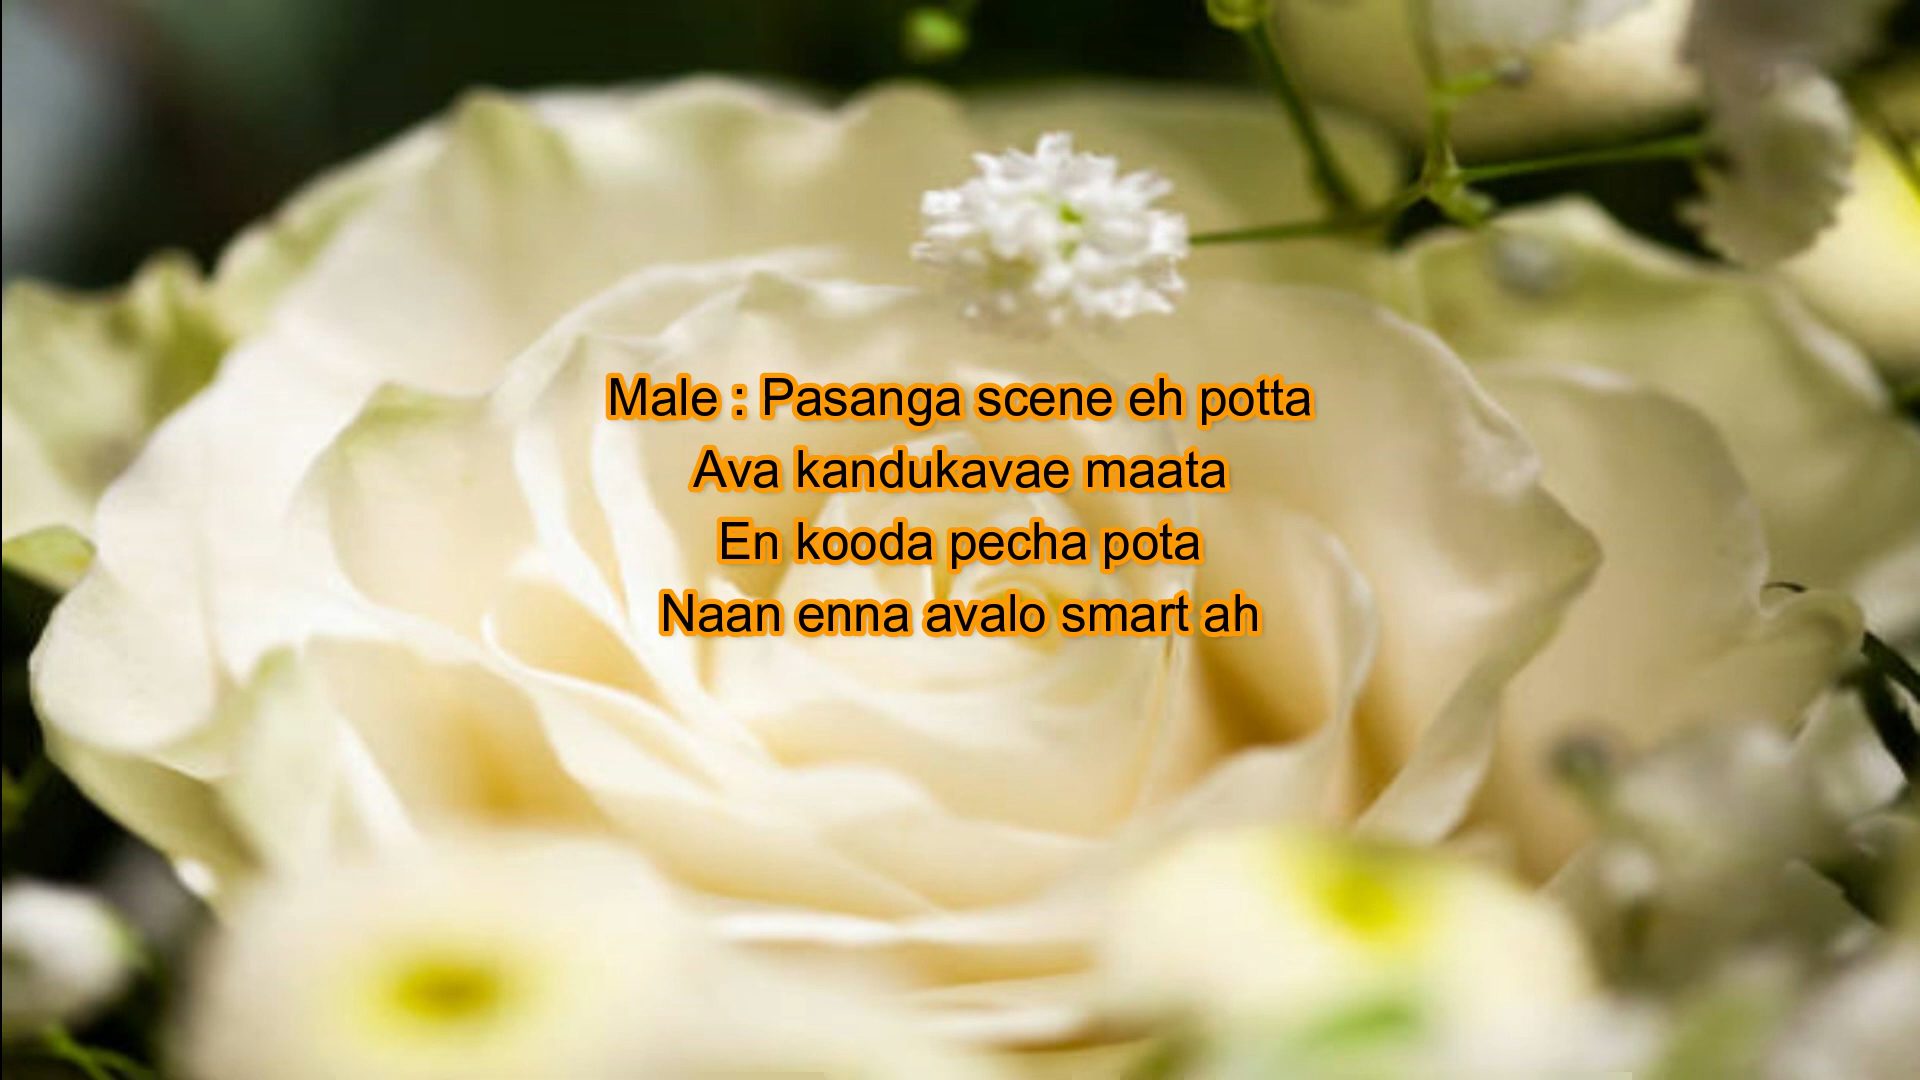 Male : Pasanga scene eh potta
Ava kandukavae maata
En kooda pecha pota
Naan enna avalo smart ah